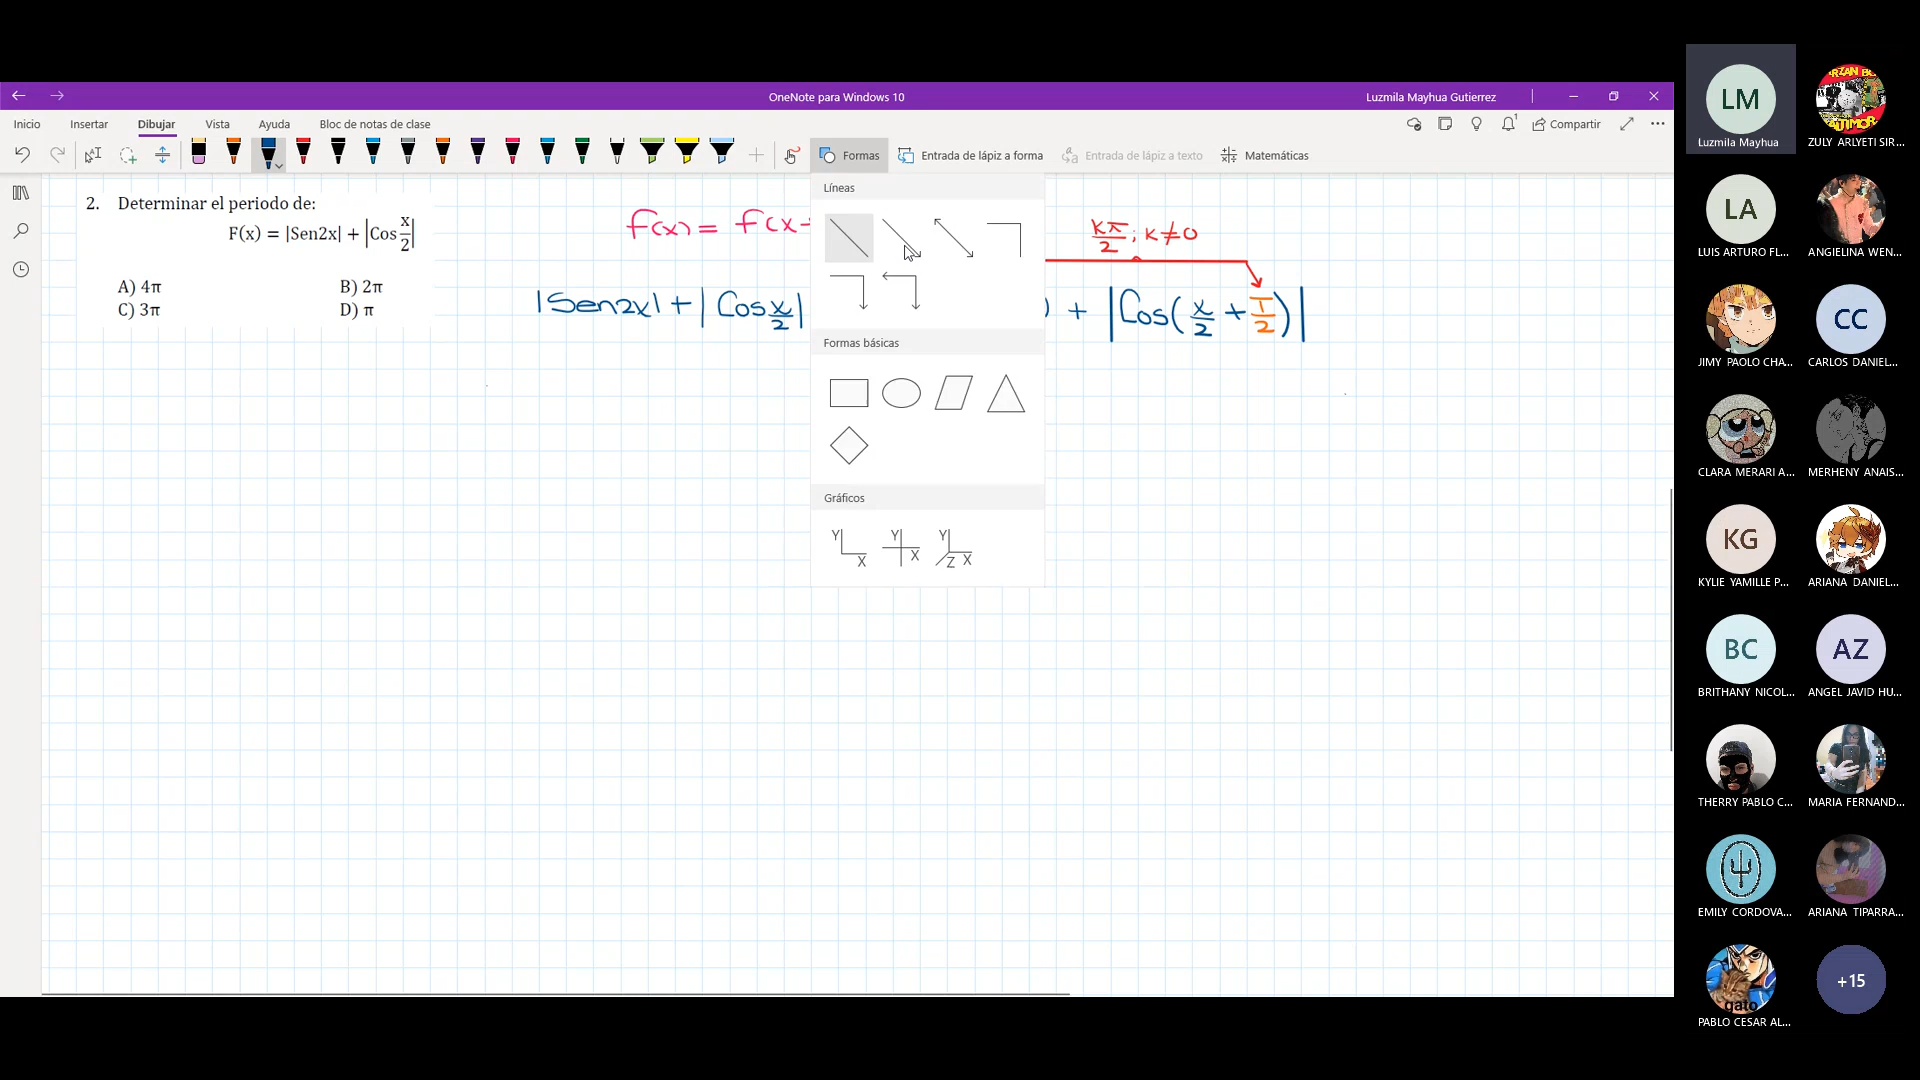 OneNote para Windows 10
Luzmila Mayhua Gutierrez
Inicio Insertar Dibujar Vista Ayuda Bloc de notas de clase
Compartir
Formas Entrada de lápiz a forma Entrada de lápiz a texto Matemáticas
Líneas
Formas básicas
Gráficos
Y X Y X Y Z X
2. Determinar el periodo de:
F(x) = |Sen2x| + |Cos x/2|
A) 4π B) 2π
C) 3π D) π
f(x) = f(x+
kπ/2 ; k≠0
|Sen2x| + |Cos x/2|
) + |Cos(x/2 + T/2)|
LM
Luzmila Mayhua
ZULY ARLYETI SIR...
LA
LUIS ARTURO FL...
ANGIELINA WEN...
JIMY PAOLO CHA...
CC
CARLOS DANIEL...
CLARA MERARI A...
MERHENY ANAIS...
KG
KYLIE YAMILLE P...
ARIANA DANIEL...
BC
BRITHANY NICOL...
AZ
ANGEL JAVID HU...
THERRY PABLO C...
MARIA FERNAND...
EMILY CORDOVA...
ARIANA TIPARRA...
gato
PABLO CESAR AL...
+15